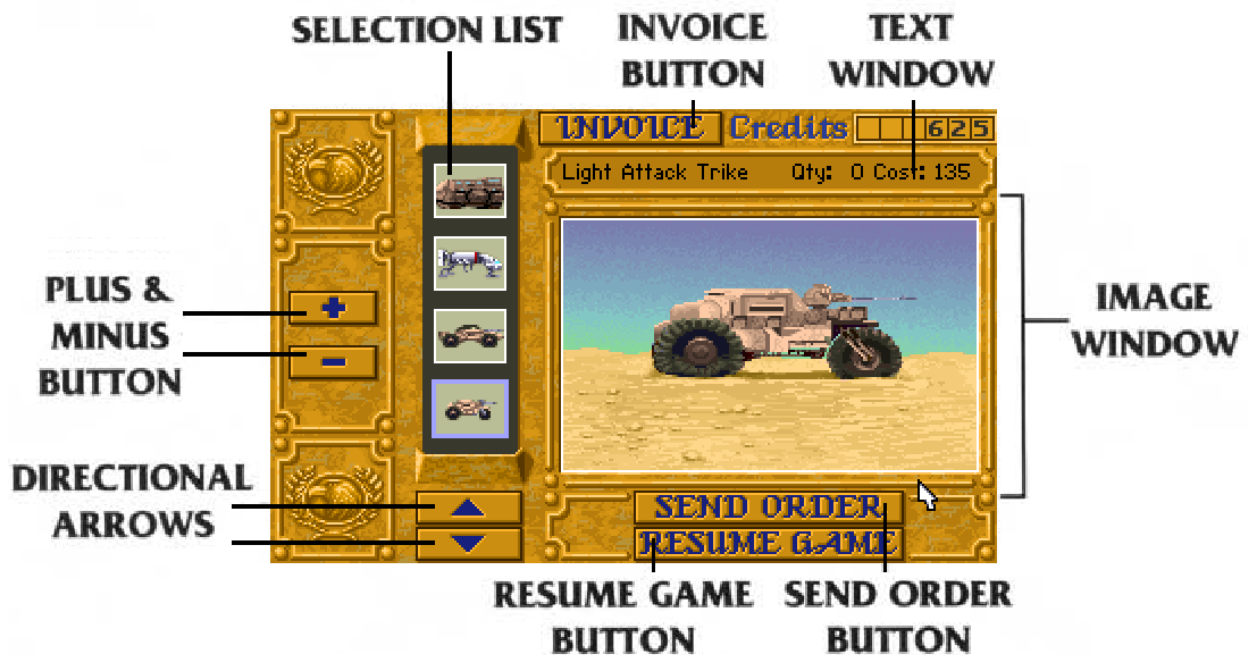 SELECTION LIST
INVOICE
BUTTON
TEXT
WINDOW
INVOICE Credits 625
Light Attack Trike Qty: 0 Cost: 135
PLUS &
MINUS
BUTTON
+
-
IMAGE
WINDOW
DIRECTIONAL
ARROWS
SEND ORDER
RESUME GAME
RESUME GAME
BUTTON
SEND ORDER
BUTTON